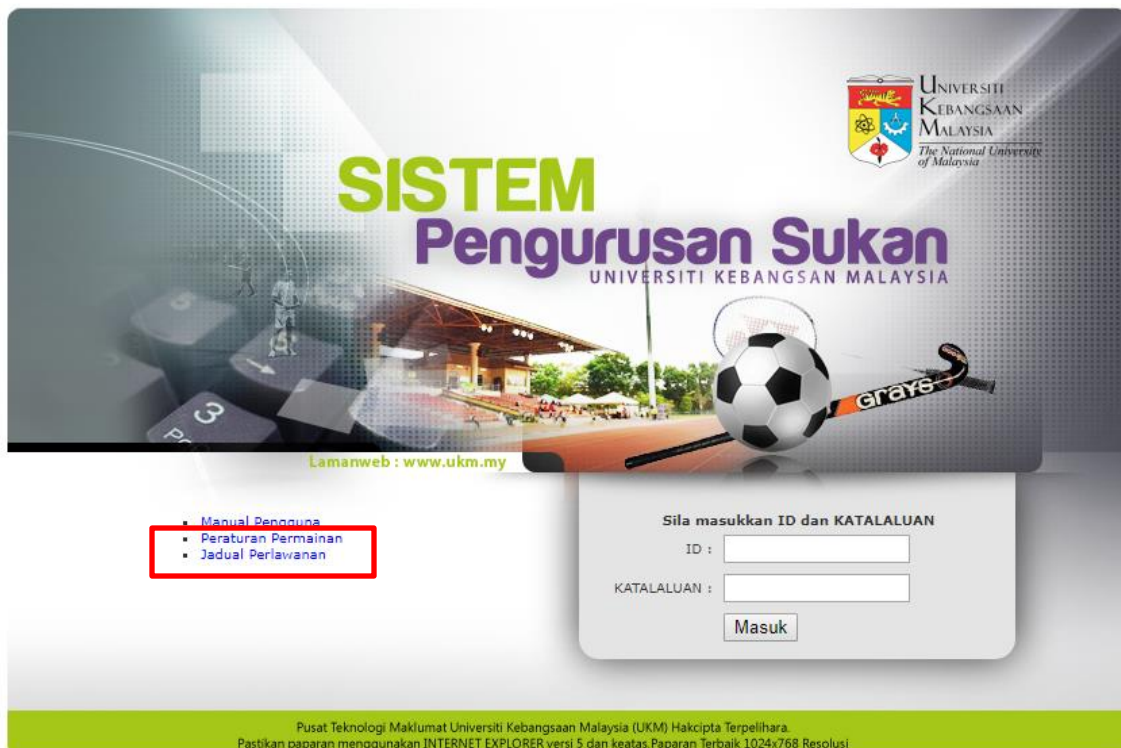 UNIVERSITI
KEBANGSAAN
MALAYSIA
The National University
of Malaysia
SISTEM
Pengurusan Sukan
UNIVERSITI KEBANGSAN MALAYSIA
GRAYS
3
Lamanweb : www.ukm.my
Manual Pengguna
Peraturan Permainan
Jadual Perlawanan
Sila masukkan ID dan KATALALUAN
ID :
KATALALUAN :
Masuk
Pusat Teknologi Maklumat Universiti Kebangsaan Malaysia (UKM) Hakcipta Terpelihara.
Pastikan paparan menggunakan INTERNET EXPLORER versi 5 dan keatas.Paparan Terbaik 1024x768 Resolusi